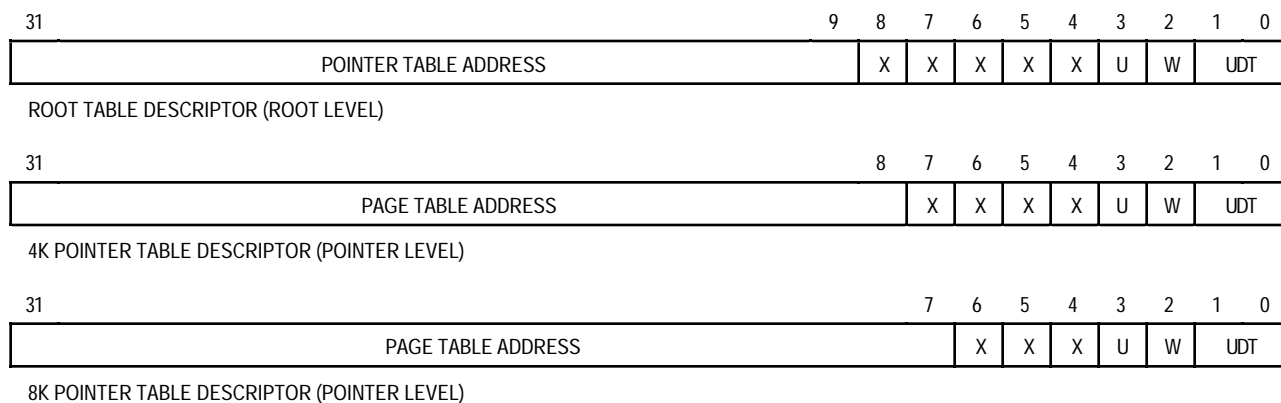 31 9 8 7 6 5 4 3 2 1 0
POINTER TABLE ADDRESS X X X X X U W UDT
ROOT TABLE DESCRIPTOR (ROOT LEVEL)
31 8 7 6 5 4 3 2 1 0
PAGE TABLE ADDRESS X X X X U W UDT
4K POINTER TABLE DESCRIPTOR (POINTER LEVEL)
31 7 6 5 4 3 2 1 0
PAGE TABLE ADDRESS X X X U W UDT
8K POINTER TABLE DESCRIPTOR (POINTER LEVEL)